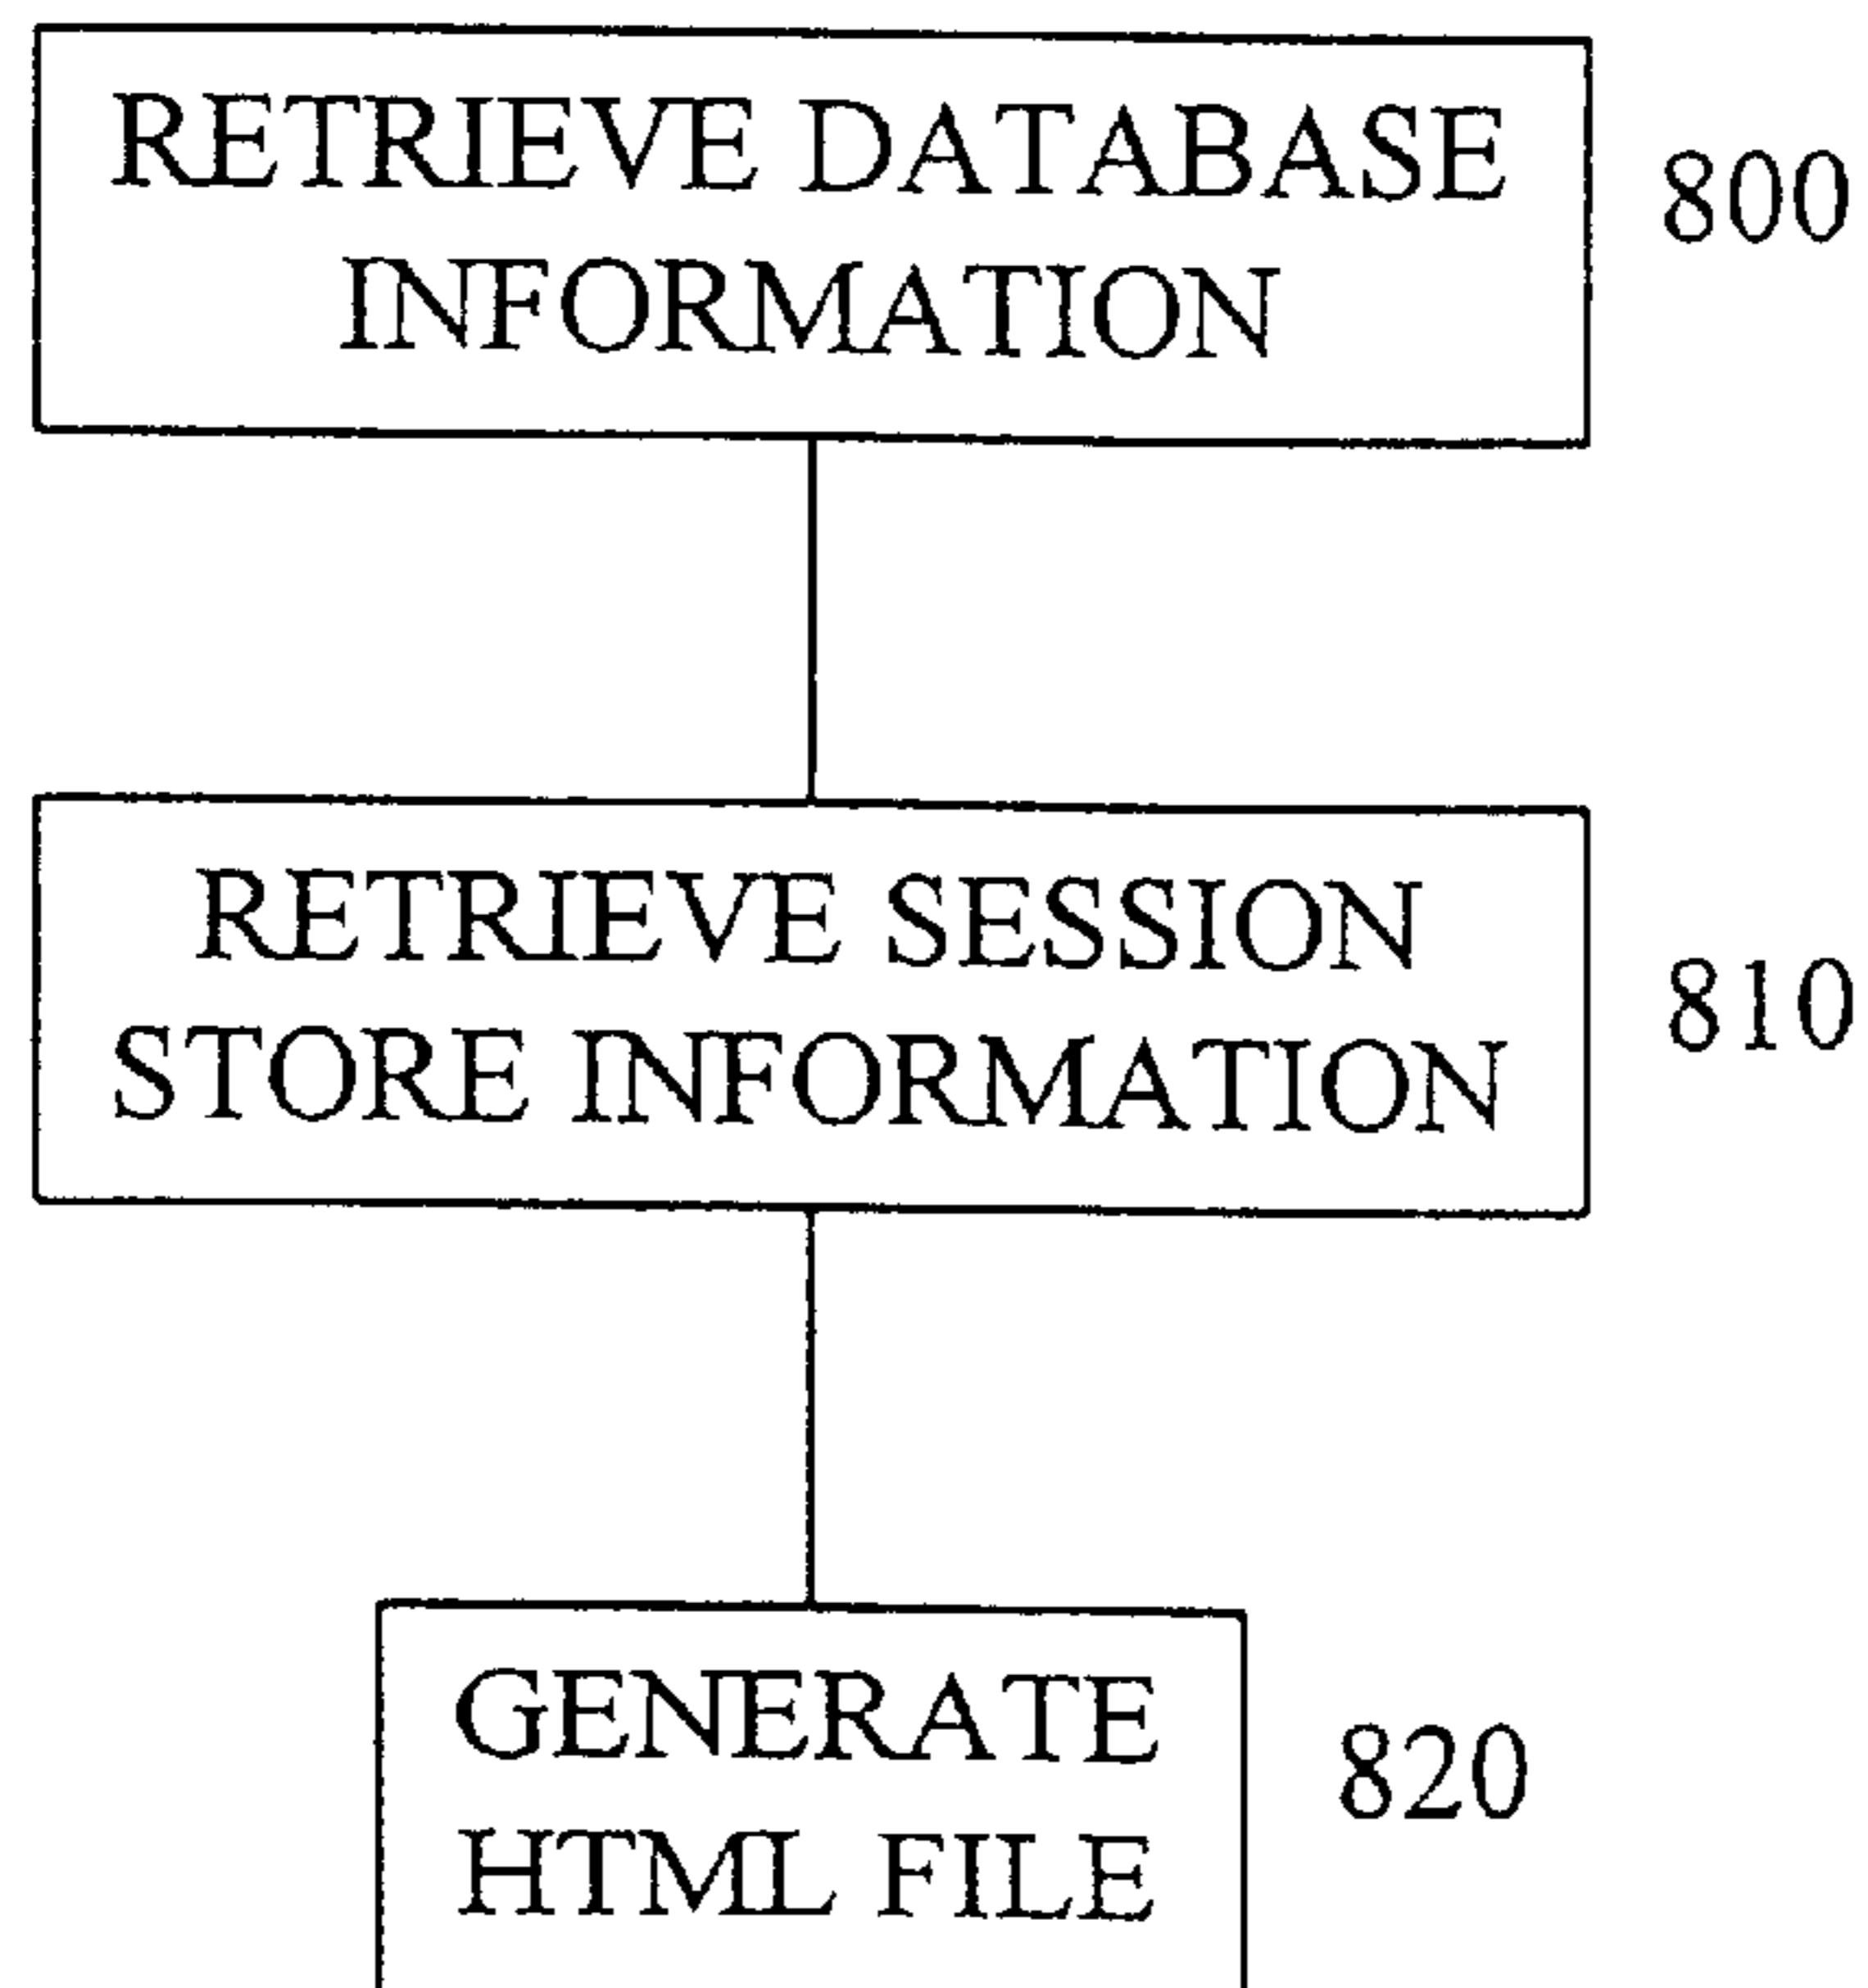 RETRIEVE DATABASE
INFORMATION
800
RETRIEVE SESSION
STORE INFORMATION
810
GENERATE
HTML FILE
820